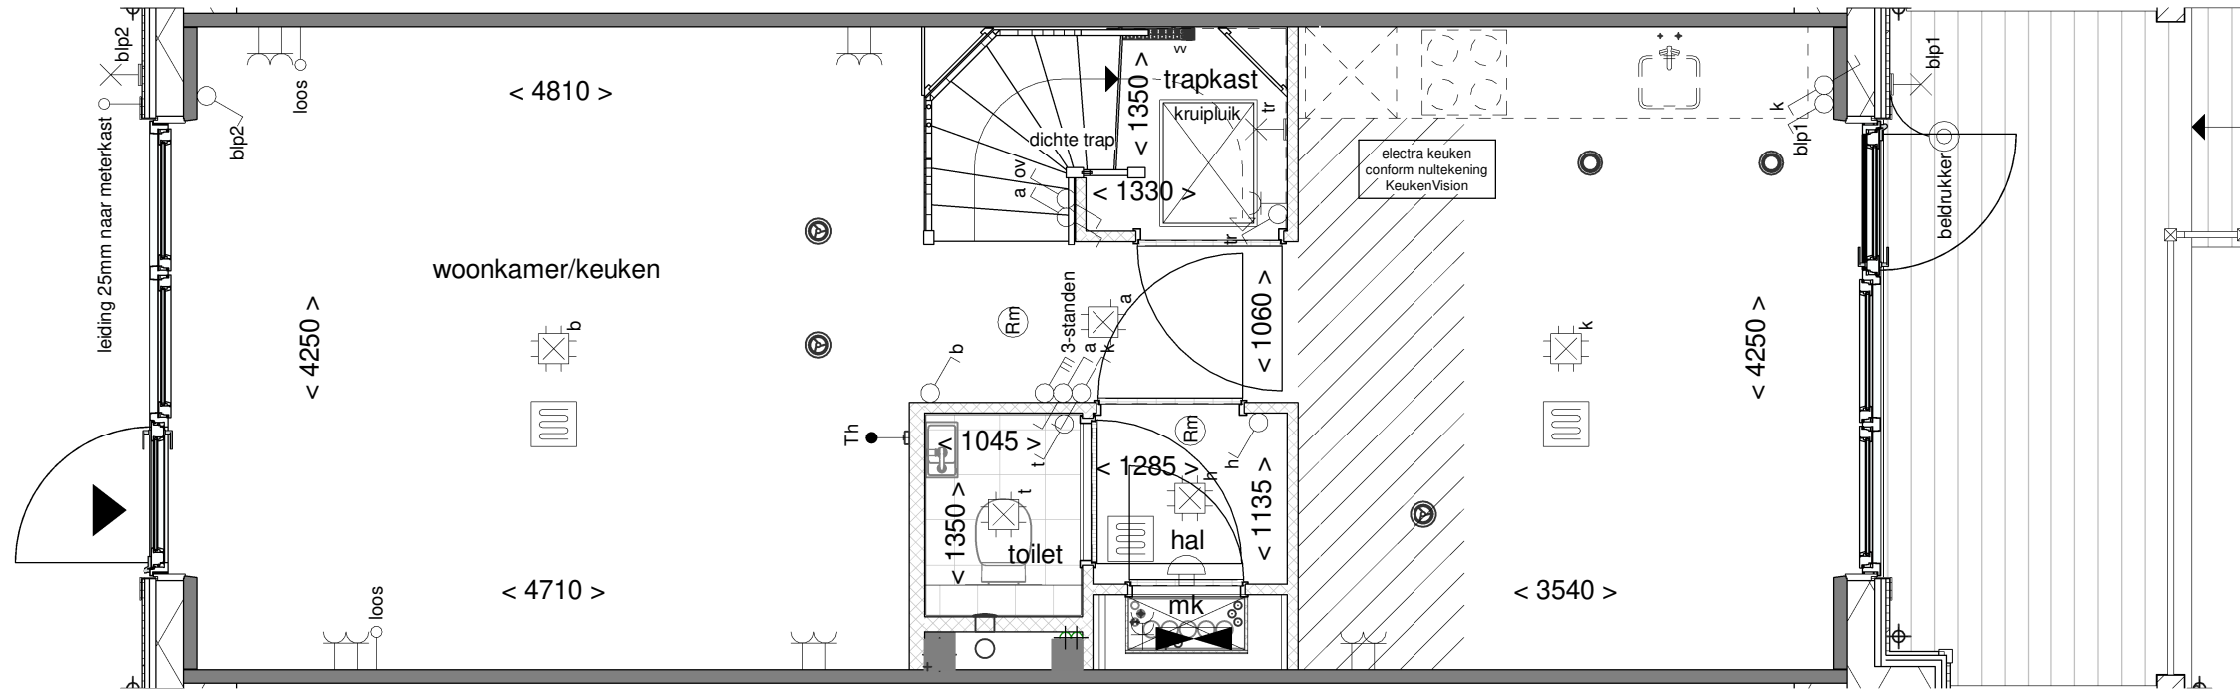 blp2
loos
< 4810 >
blp2
leiding 25mm naar meterkast
woonkamer/keuken
< 4250 >
b
< 4710 >
loos
vv
trapkast
< 1350 >
kruipluik
tr
dichte trap
a ov
< 1330 >
tr
electra keuken
conform nultekening
KeukenVision
k
blp1
blp1
beldrukker
Rm
3-standen
a
a
k
b
< 1060 >
k
< 4250 >
Th
< 1045 >
t
t
< 1350 >
toilet
Rm
h
< 1285 >
h
< 1135 >
hal
mk
< 3540 >